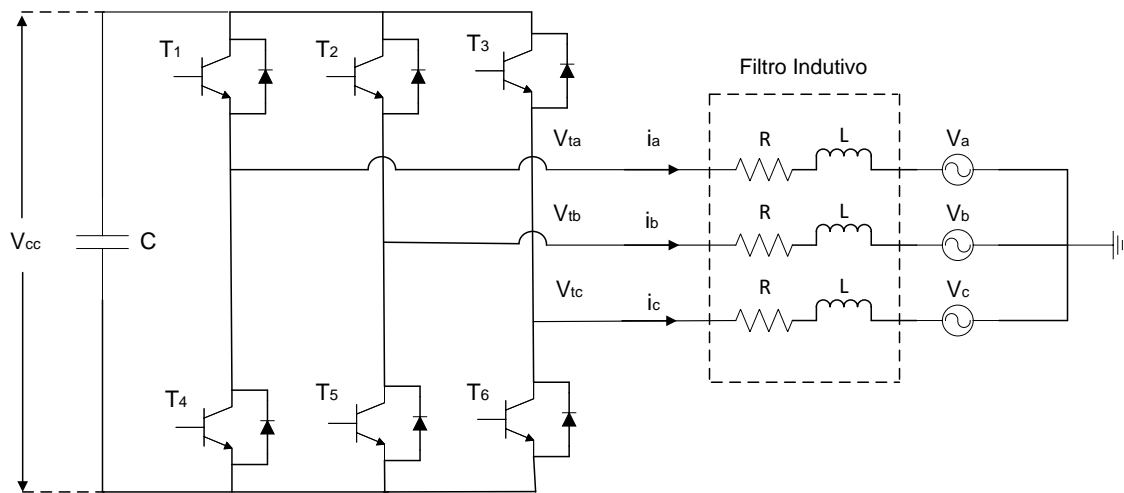 T1
T2
T3
Filtro Indutivo
Vta
ia
R
L
Va
Vcc
C
Vtb
ib
R
L
Vb
Vtc
ic
R
L
Vc
T4
T5
T6